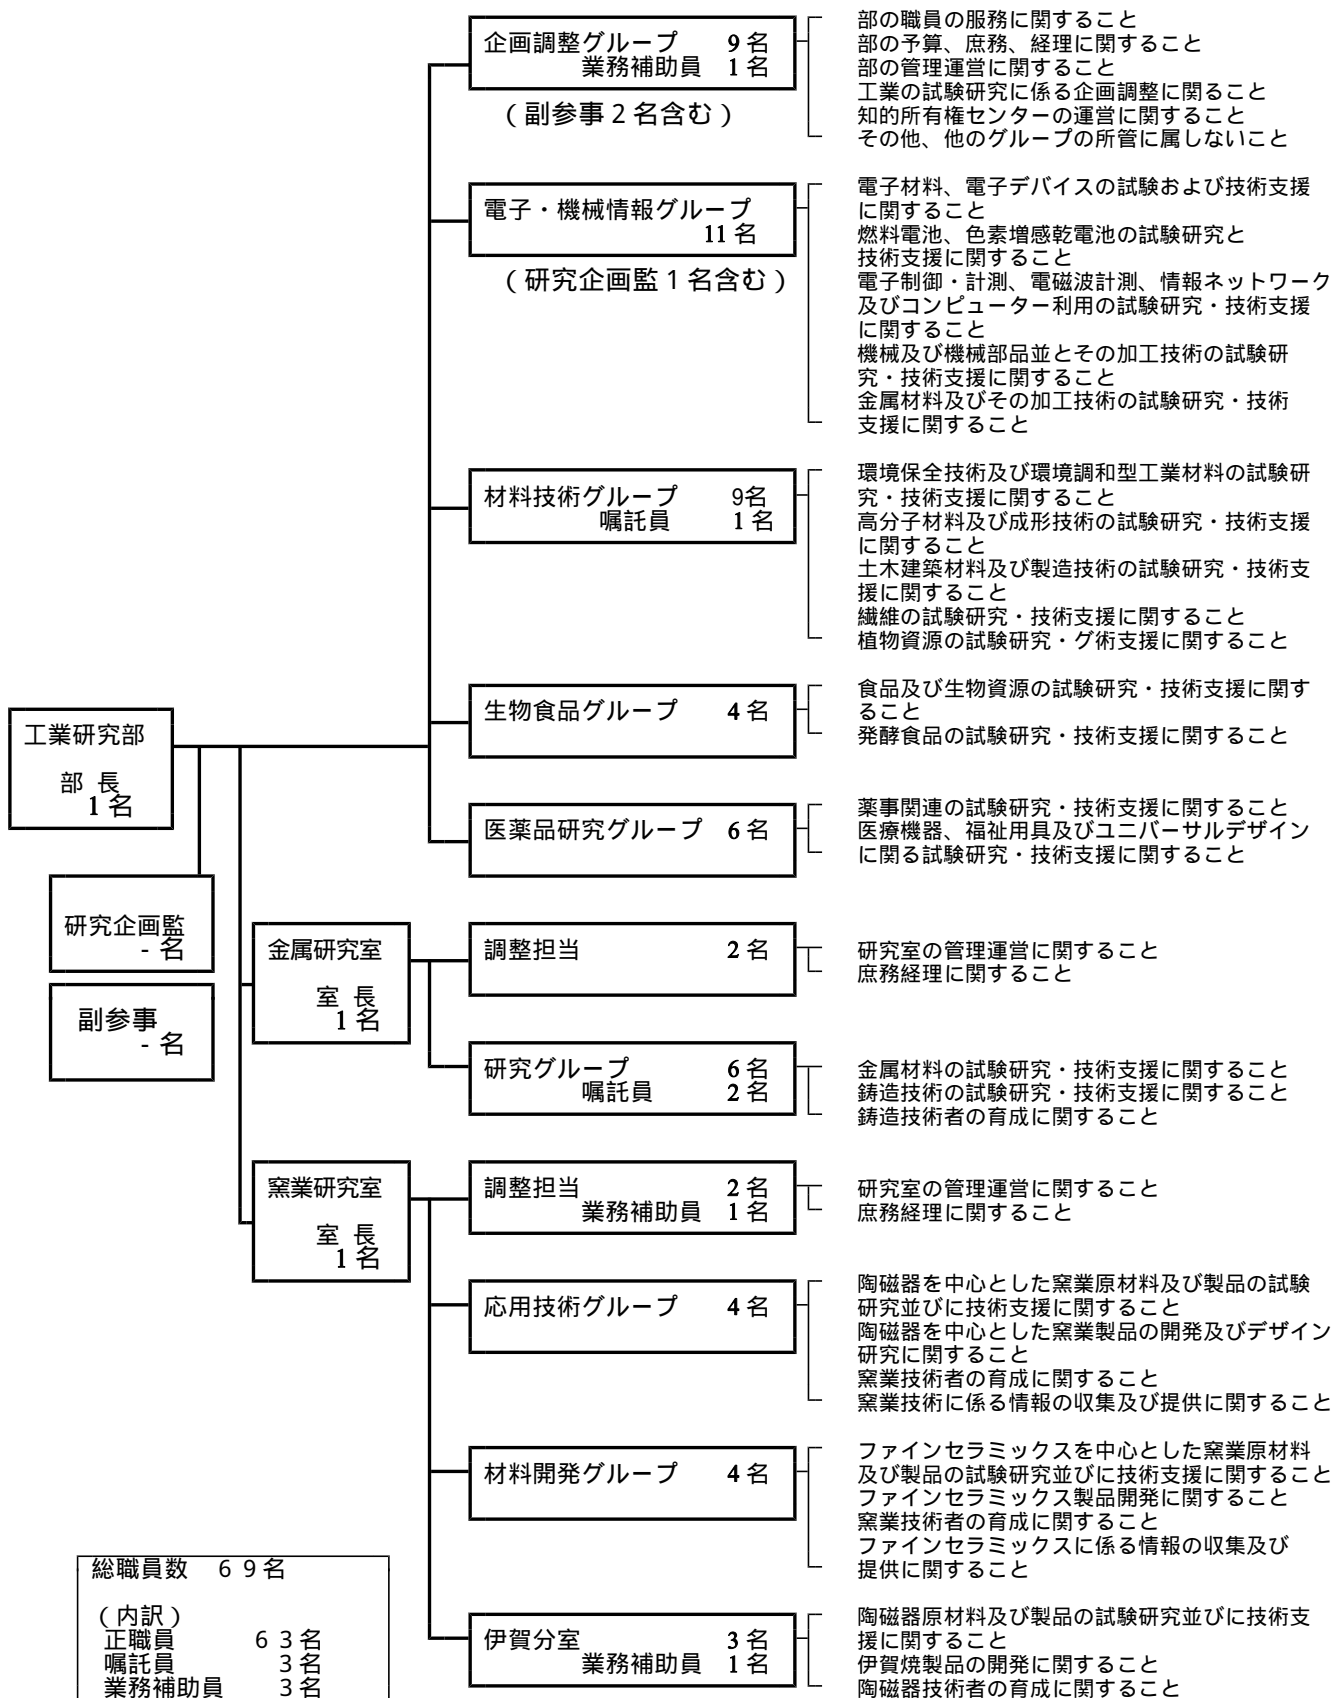 企画調整グループ 9名
業務補助員 1名
(副参事2名含む)
部の職員の服務に関すること
部の予算、庶務、経理に関すること
部の管理運営に関すること
工業の試験研究に係る企画調整に関ること
知的所有権センターの運営に関すること
その他、他のグループの所管に属しないこと
電子・機械情報グループ
11名
(研究企画監1名含む)
電子材料、電子デバイスの試験および技術支援
に関すること
燃料電池、色素増感乾電池の試験研究と
技術支援に関すること
電子制御・計測、電磁波計測、情報ネットワーク
及びコンピューター利用の試験研究・技術支援
に関すること
機械及び機械部品並とその加工技術の試験研
究・技術支援に関すること
金属材料及びその加工技術の試験研究・技術
支援に関すること
材料技術グループ 9名
嘱託員 1名
環境保全技術及び環境調和型工業材料の試験研
究・技術支援に関すること
高分子材料及び成形技術の試験研究・技術支援
に関すること
土木建築材料及び製造技術の試験研究・技術支
援に関すること
繊維の試験研究・技術支援に関すること
植物資源の試験研究・グ術支援に関すること
生物食品グループ 4名
食品及び生物資源の試験研究・技術支援に関す
ること
発酵食品の試験研究・技術支援に関すること
工業研究部
部 長
1名
医薬品研究グループ 6名
薬事関連の試験研究・技術支援に関すること
医療機器、福祉用具及びユニバーサルデザイン
に関る試験研究・技術支援に関すること
研究企画監
- 名
副参事
- 名
金属研究室
室 長
1名
調整担当 2名
研究室の管理運営に関すること
庶務経理に関すること
研究グループ 6名
嘱託員 2名
金属材料の試験研究・技術支援に関すること
鋳造技術の試験研究・技術支援に関すること
鋳造技術者の育成に関すること
窯業研究室
室 長
1名
調整担当 2名
業務補助員 1名
研究室の管理運営に関すること
庶務経理に関すること
応用技術グループ 4名
陶磁器を中心とした窯業原材料及び製品の試験
研究並びに技術支援に関すること
陶磁器を中心とした窯業製品の開発及びデザイン
研究に関すること
窯業技術者の育成に関すること
窯業技術に係る情報の収集及び提供に関すること
材料開発グループ 4名
ファインセラミックスを中心とした窯業原材料
及び製品の試験研究並びに技術支援に関すること
ファインセラミックス製品開発に関すること
窯業技術者の育成に関すること
ファインセラミックスに係る情報の収集及び
提供に関すること
伊賀分室 3名
業務補助員 1名
陶磁器原材料及び製品の試験研究並びに技術支
援に関すること
伊賀焼製品の開発に関すること
陶磁器技術者の育成に関すること
総職員数 69名
(内訳)
正職員 63名
嘱託員 3名
業務補助員 3名